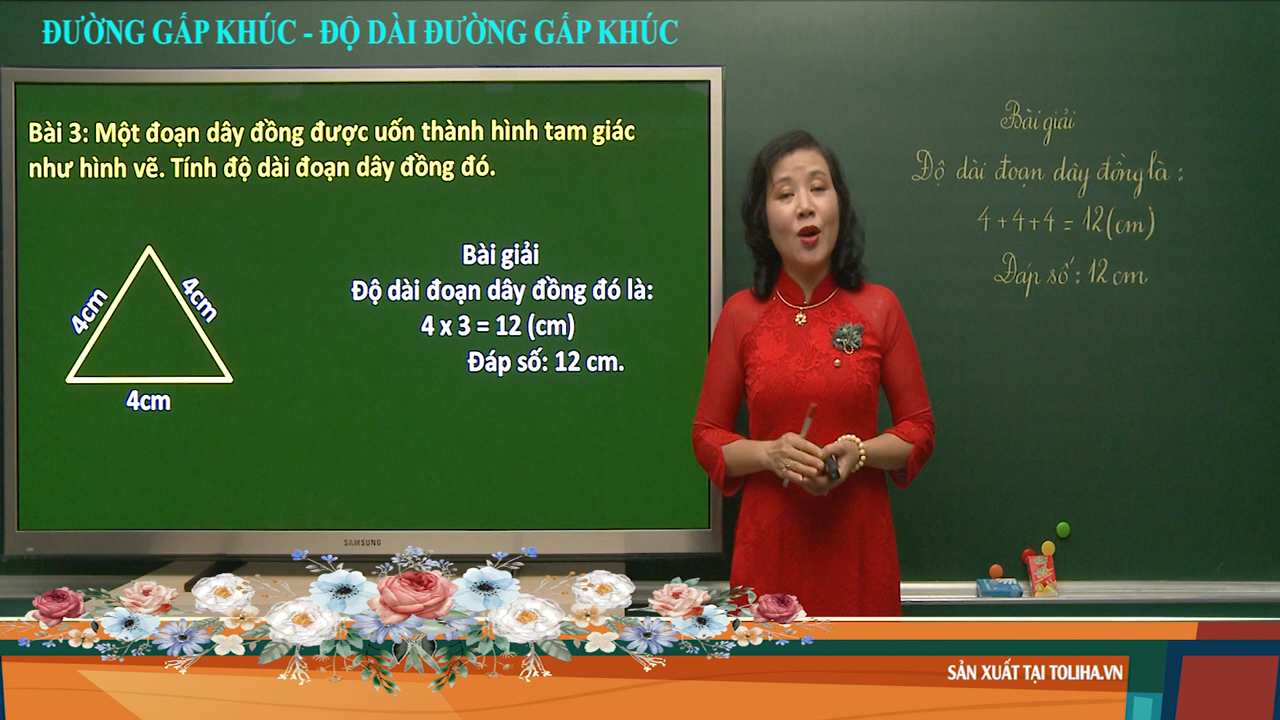 ĐƯỜNG GẤP KHÚC - ĐỘ DÀI ĐƯỜNG GẤP KHÚC
Bài 3: Một đoạn dây đồng được uốn thành hình tam giác
như hình vẽ. Tính độ dài đoạn dây đồng đó.
4cm
4cm
4cm
Bài giải
Độ dài đoạn dây đồng đó là:
4 x 3 = 12 (cm)
Đáp số: 12 cm.
SAMSUNG
Bài giải
Độ dài đoạn dây đồng là:
4 + 4 + 4 = 12 (cm)
Đáp số: 12 cm
SẢN XUẤT TẠI TOLIHA.VN